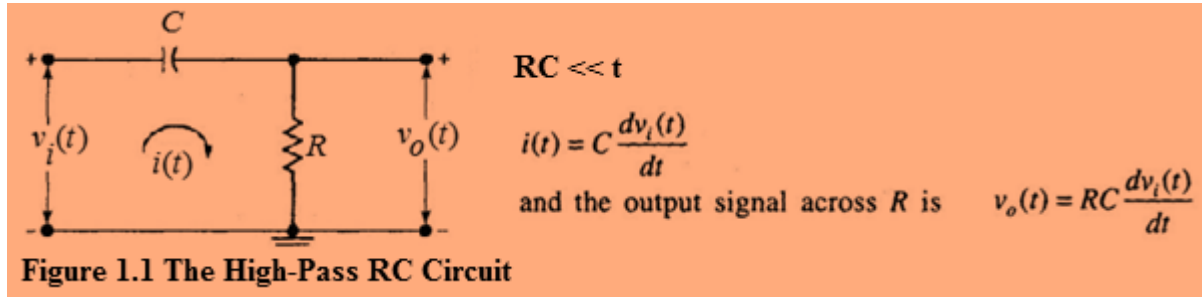 C
RC << t
+ +
v_i(t) i(t) R v_o(t)
i(t) = C dv_i(t)/dt
and the output signal across R is v_o(t) = RC dv_i(t)/dt
- -
Figure 1.1 The High-Pass RC Circuit